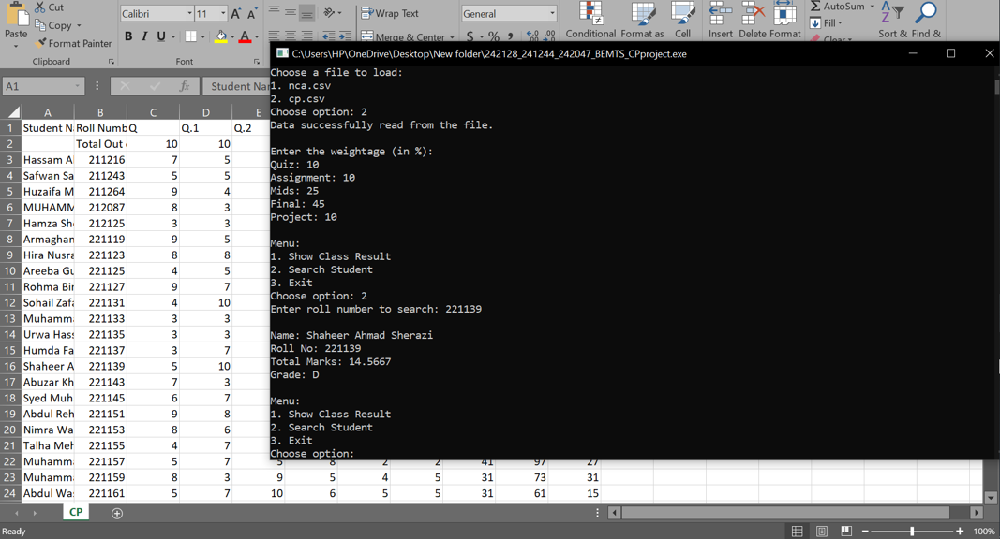 Cut
Calibri 11 A A
Wrap Text
General
AutoSum
Paste
Copy
B I U
Conditional Format as Cell
Insert Delete Format
Fill
Sort & Find &
Format Painter
Merge & Center
$ % ,
Clear
Clipboard
Font
A1
fx
Student Na
C:\Users\HP\OneDrive\Desktop\New folder\242128_241244_242047_BEMTS_CPproject.exe
Choose a file to load:
1. nca.csv
2. cp.csv
Choose option: 2
Data successfully read from the file.
Enter the weightage (in %):
Quiz: 10
Assignment: 10
Mids: 25
Final: 45
Project: 10
Menu:
1. Show Class Result
2. Search Student
3. Exit
Choose option: 2
Enter roll number to search: 221139
Name: Shaheer Ahmad Sherazi
Roll No: 221139
Total Marks: 14.5667
Grade: D
Menu:
1. Show Class Result
2. Search Student
3. Exit
Choose option:
A B C D E
1 Student Na Roll Numb Q Q.1 Q.2
2 Total Out o 10 10
3 Hassam Al 211216 7 5
4 Safwan Sa 211243 5 5
5 Huzaifa M 211264 9 4
6 MUHAMM 212087 8 3
7 Hamza She 212125 3 3
8 Armaghan 221119 9 5
9 Hira Nusra 221123 8 8
10 Areeba Gu 221125 4 5
11 Rohma Bin 221127 9 7
12 Sohail Zafa 221131 4 10
13 Muhamma 221133 3 3
14 Urwa Hass 221135 3 3
15 Humda Fa 221137 3 7
16 Shaheer A 221139 5 10
17 Abuzar Kh 221143 7 3
18 Syed Muh 221145 6 7
19 Abdul Reh 221151 9 8
20 Nimra Wa 221153 8 6
21 Talha Meh 221155 4 7
22 Muhamma 221157 5 7 5 8 2 2 41 97 27
23 Muhamma 221159 8 3 9 5 4 5 31 73 31
24 Abdul Was 221161 5 7 10 6 5 5 31 61 15
CP
Ready
100%